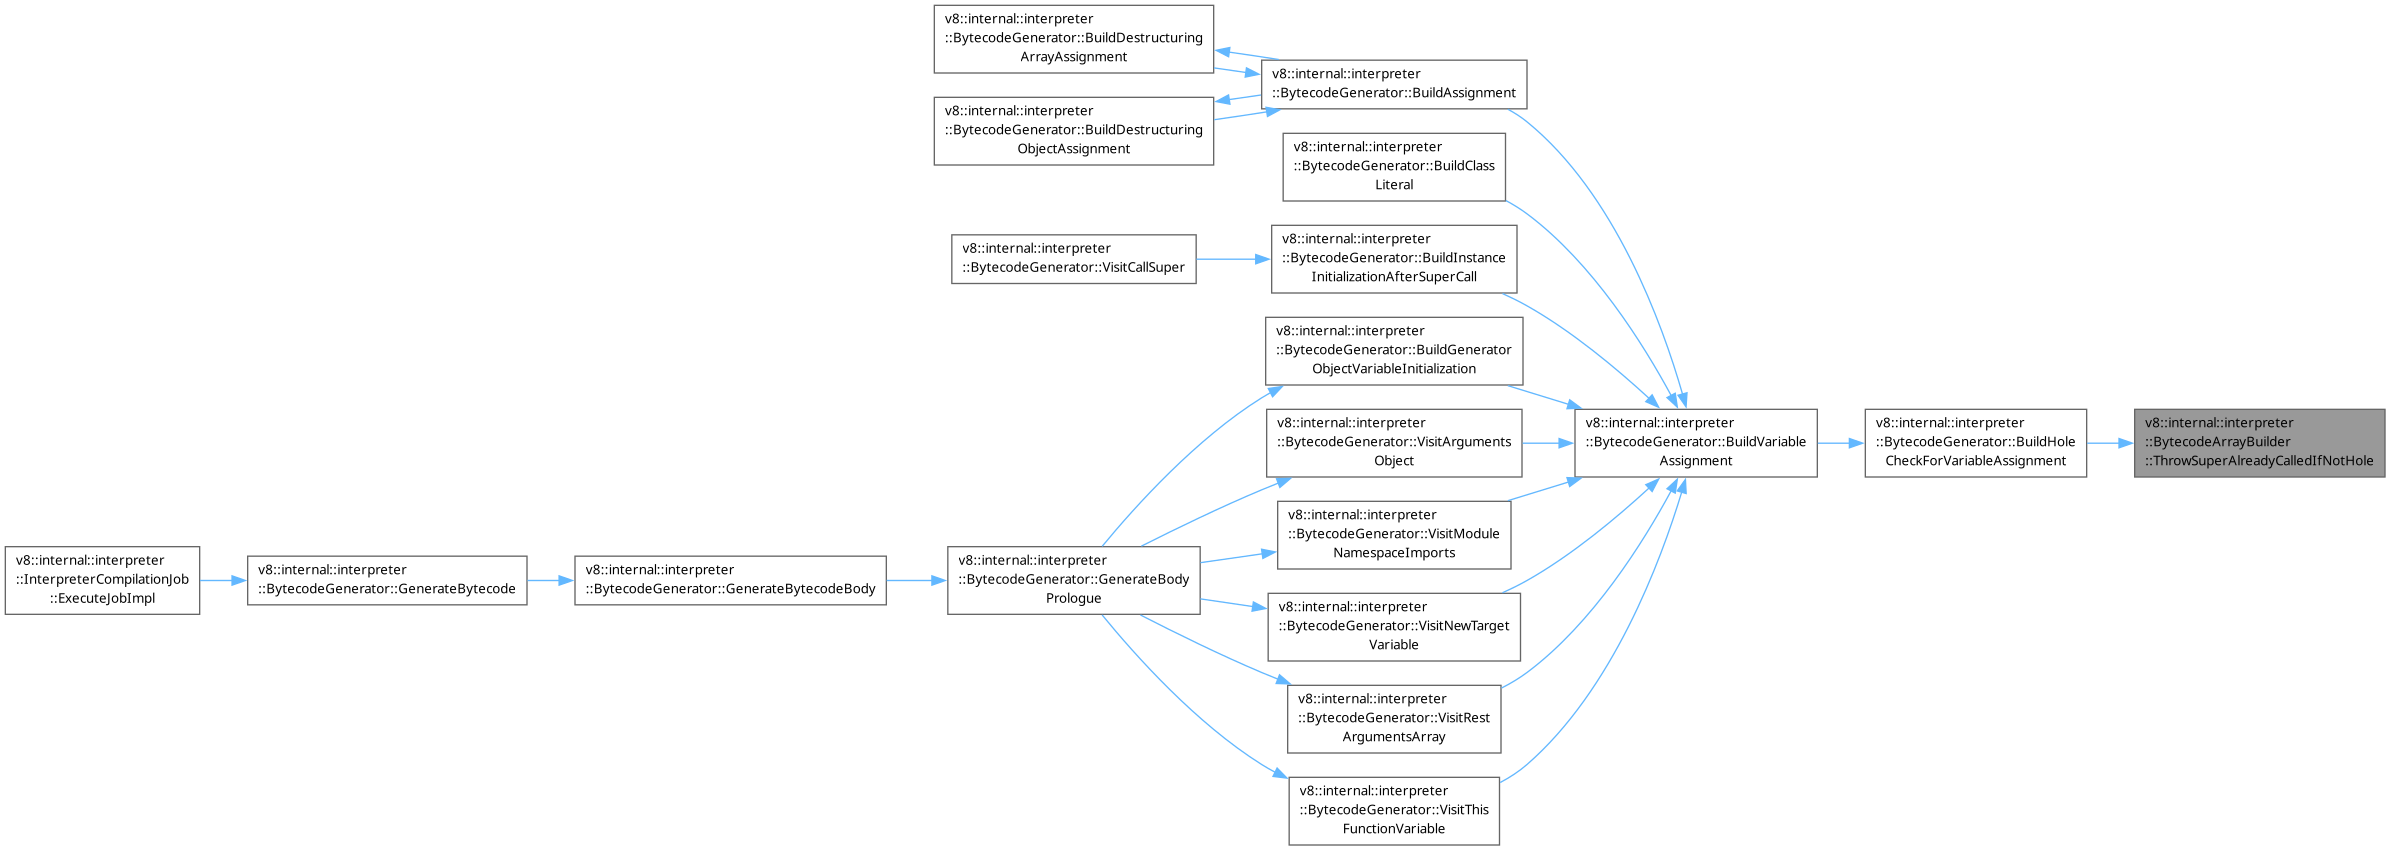 v8::internal::interpreter
::BytecodeGenerator::BuildDestructuring
ArrayAssignment
v8::internal::interpreter
::BytecodeGenerator::BuildAssignment
v8::internal::interpreter
::BytecodeGenerator::BuildDestructuring
ObjectAssignment
v8::internal::interpreter
::BytecodeGenerator::BuildClass
Literal
v8::internal::interpreter
::BytecodeGenerator::VisitCallSuper
v8::internal::interpreter
::BytecodeGenerator::BuildInstance
InitializationAfterSuperCall
v8::internal::interpreter
::BytecodeGenerator::BuildGenerator
ObjectVariableInitialization
v8::internal::interpreter
::BytecodeGenerator::VisitArguments
Object
v8::internal::interpreter
::BytecodeGenerator::BuildVariable
Assignment
v8::internal::interpreter
::BytecodeGenerator::BuildHole
CheckForVariableAssignment
v8::internal::interpreter
::BytecodeArrayBuilder
::ThrowSuperAlreadyCalledIfNotHole
v8::internal::interpreter
::BytecodeGenerator::VisitModule
NamespaceImports
v8::internal::interpreter
::InterpreterCompilationJob
::ExecuteJobImpl
v8::internal::interpreter
::BytecodeGenerator::GenerateBytecode
v8::internal::interpreter
::BytecodeGenerator::GenerateBytecodeBody
v8::internal::interpreter
::BytecodeGenerator::GenerateBody
Prologue
v8::internal::interpreter
::BytecodeGenerator::VisitNewTarget
Variable
v8::internal::interpreter
::BytecodeGenerator::VisitRest
ArgumentsArray
v8::internal::interpreter
::BytecodeGenerator::VisitThis
FunctionVariable